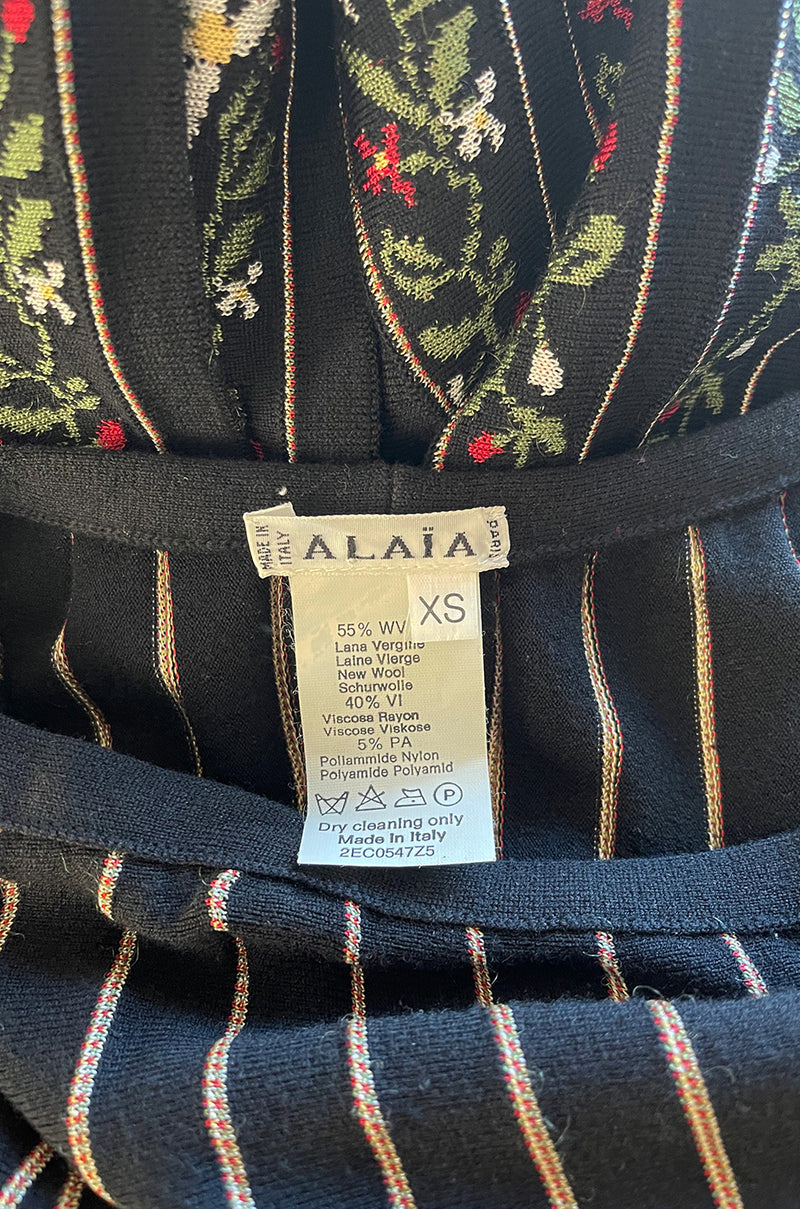 MADE IN
ITALY
ALAÏA
PARIS
XS
55% WV
Lana Vergine
Laine Vierge
New Wool
Schurwolle
40% VI
Viscosa Rayon
Viscose Viskose
5% PA
Poliammide Nylon
Polyamide Polyamid
P
Dry cleaning only
Made In Italy
2EC0547Z5